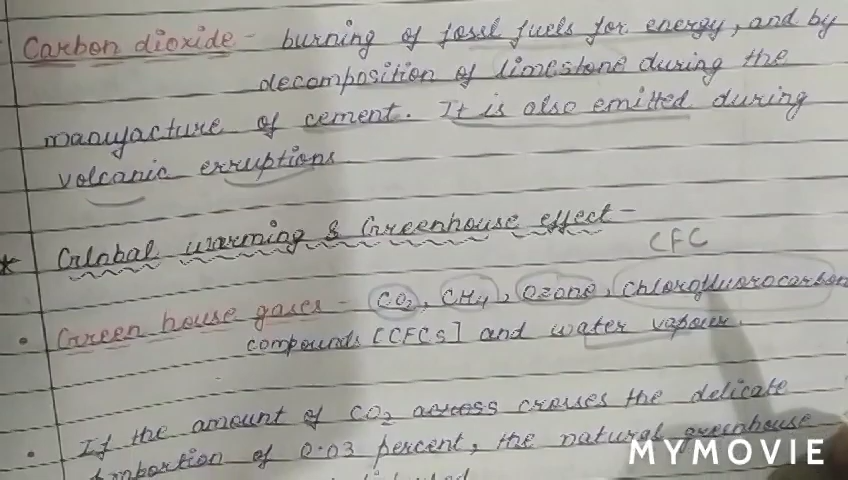 Carbon dioxide - burning of fossil fuels for energy, and by
decomposition of limestone during the
manufacture of cement. It is also emitted during
volcanic erruptions
* Global warming & Greenhouse effect -
CFC
• Green house gases - CO2, CH4, Ozone, Chlorofluorocarbon
compounds [CFCs] and water vapour.
• If the amount of CO2 crosses the delicate
of 0.03 percent, the natural greenhouse
MYMOVIE